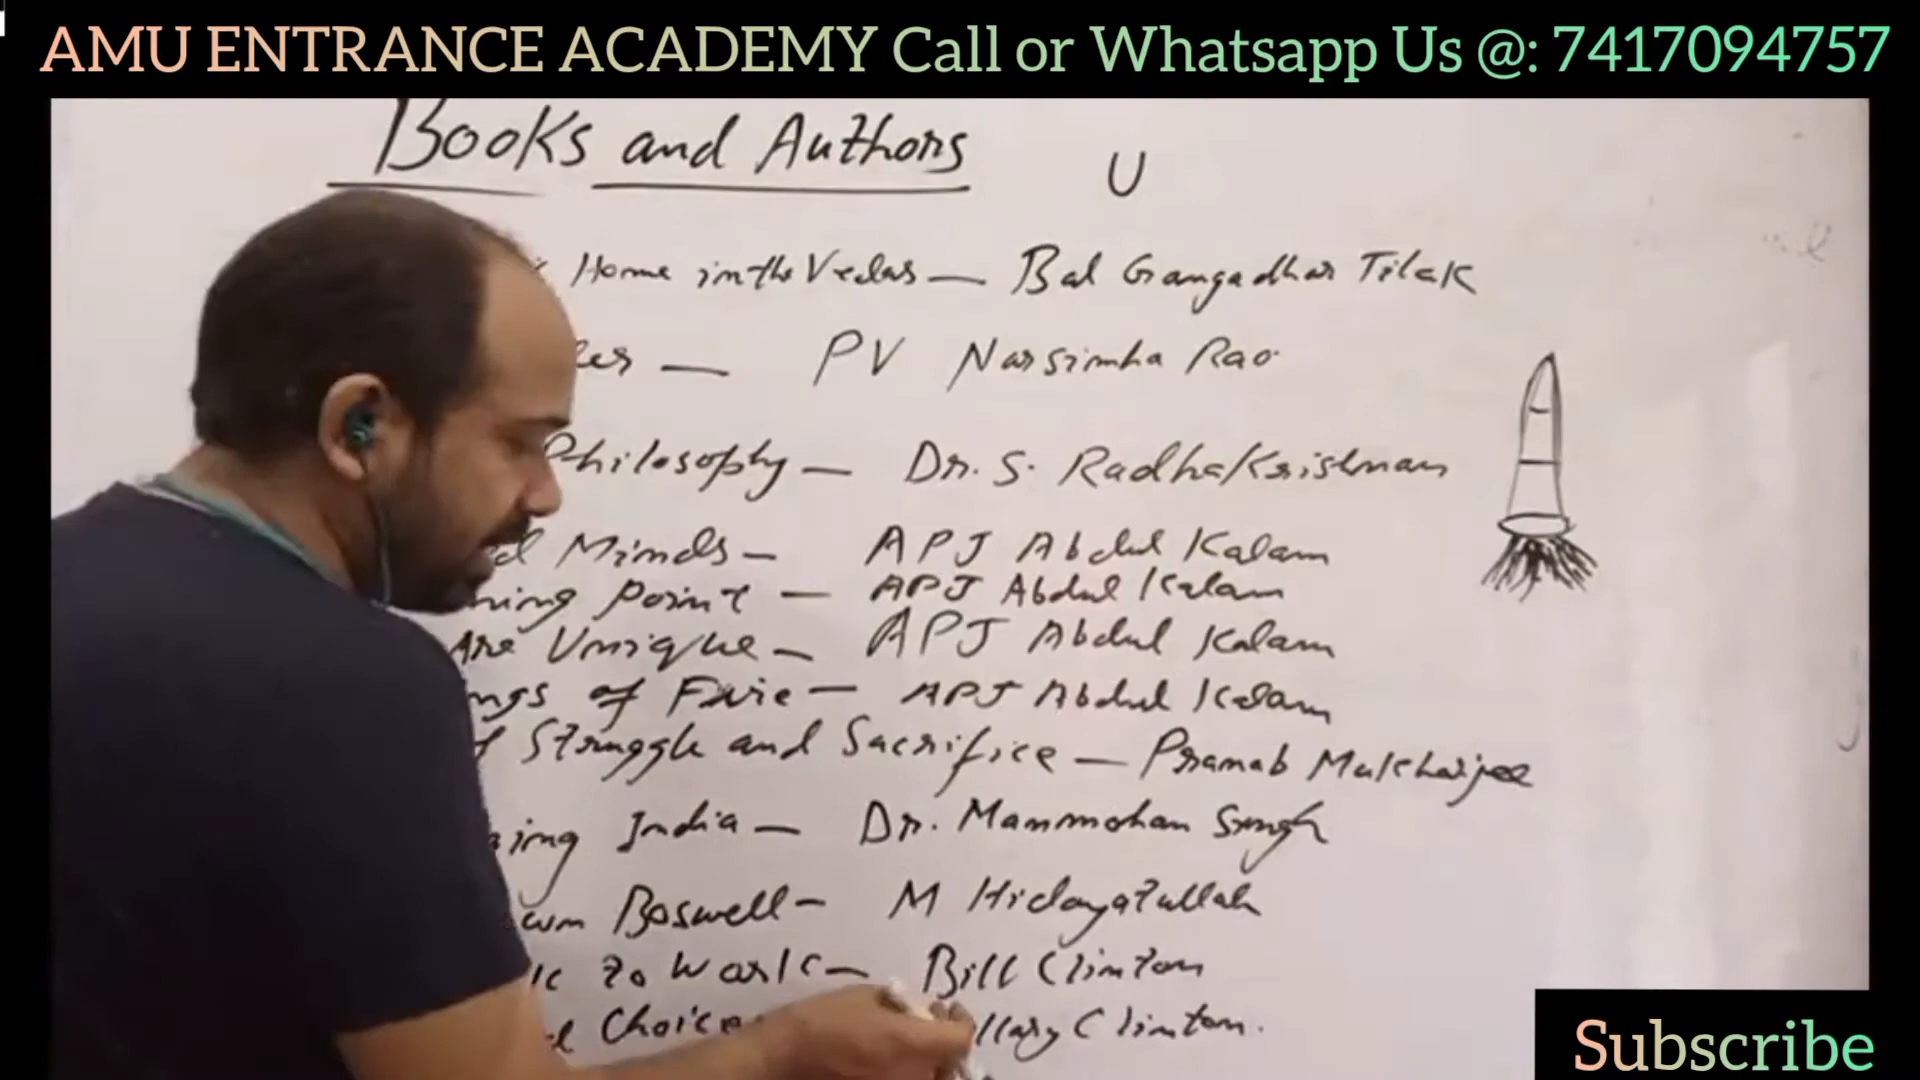 AMU ENTRANCE ACADEMY Call or Whatsapp Us @: 7417094757
Books and Authors U
Home in the Vedas — Bal Gangadhar Tilak
— PV Narsimha Rao
Philosophy — Dr. S. Radhakrishnan
Minds — APJ Abdul Kalam
Point — APJ Abdul Kalam
Are Unique — APJ Abdul Kalam
of Fire — APJ Abdul Kalam
Struggle and Sacrifice — Pranab Mukharjee
India — Dr. Manmohan Singh
Boswell — M Hidayatullah
to Work — Bill Clinton
Choice Clinton.
Subscribe